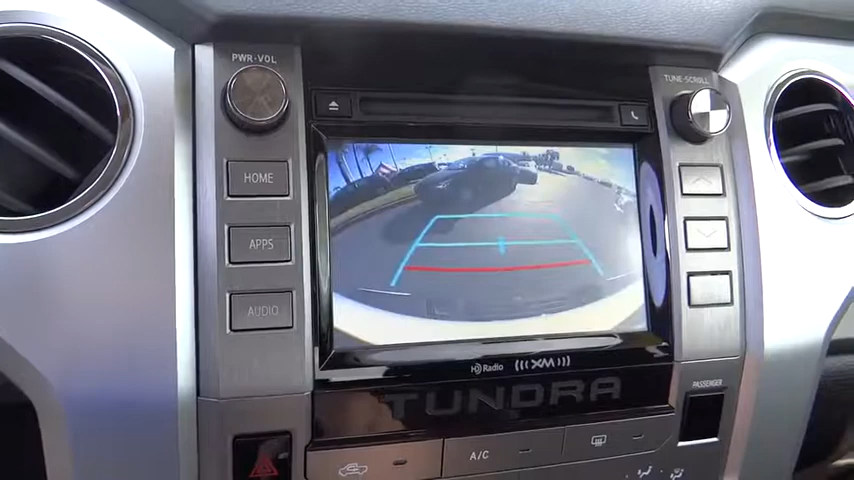 PWR•VOL
TUNE•SCROLL
HOME
APPS
AUDIO
HD Radio
((XM))
TUNDRA
PASSENGER
A/C